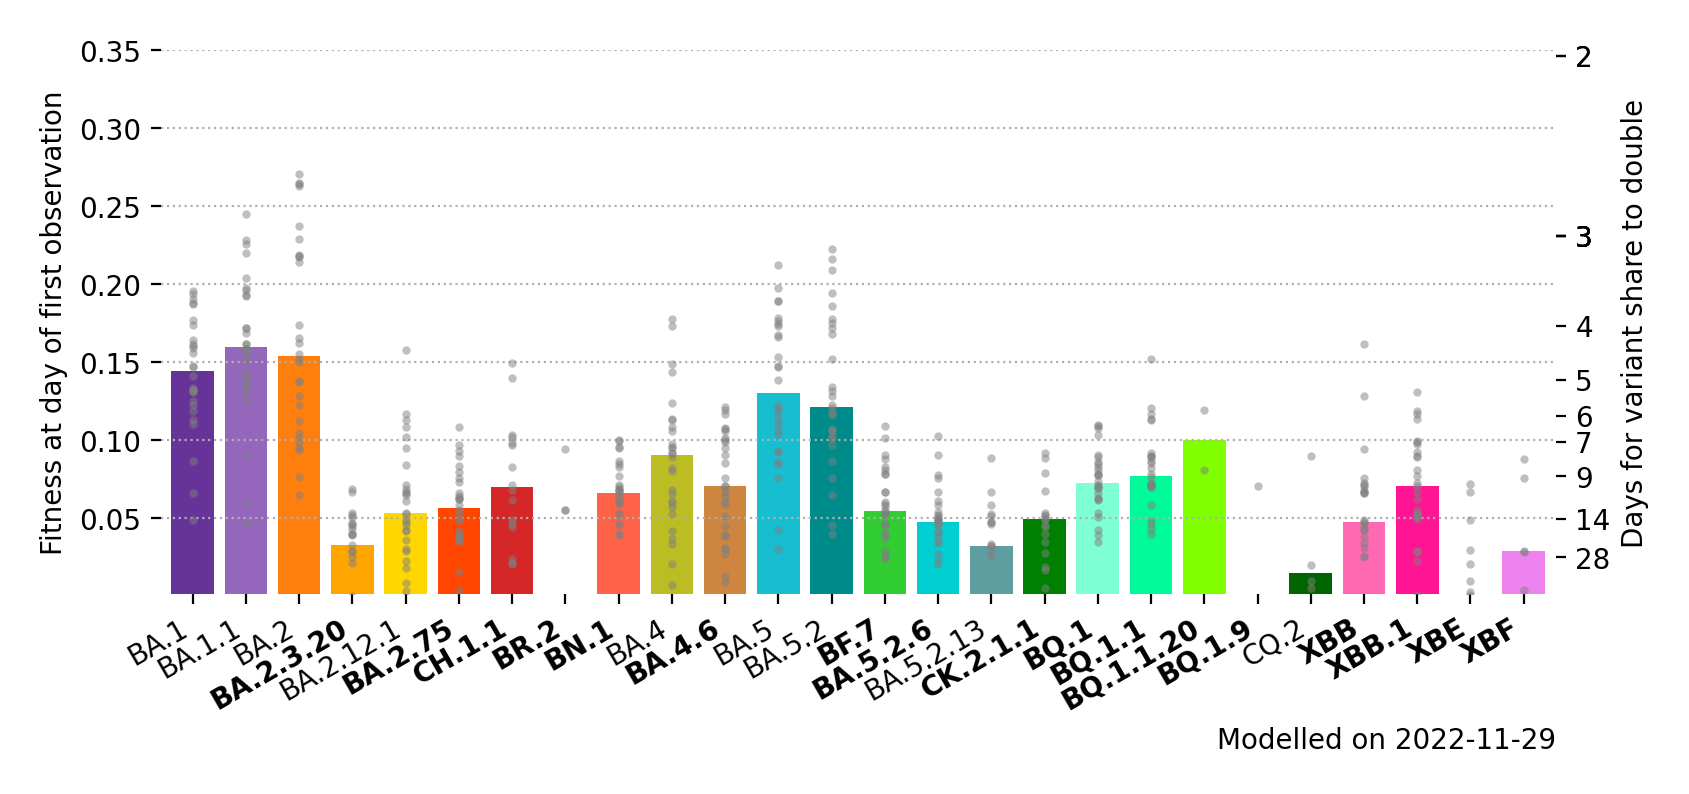 Fitness at day of first observation
0.35
0.30
0.25
0.20
0.15
0.10
0.05
2
3
4
5
6
7
9
14
28
Days for variant share to double
BA.1
BA.1.1
BA.2
BA.2.3.20
BA.2.12.1
BA.2.75
CH.1.1
BR.2
BN.1
BA.4
BA.4.6
BA.5
BA.5.2
BF.7
BA.5.2.6
BA.5.2.13
CK.2.1.1
BQ.1
BQ.1.1
BQ.1.1.20
BQ.1.9
CQ.2
XBB
XBB.1
XBE
XBF
Modelled on 2022-11-29